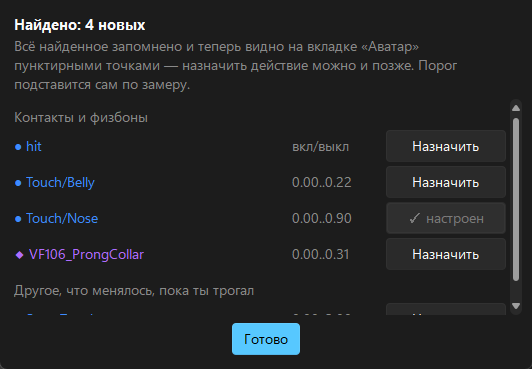 Найдено: 4 новых
Всё найденное запомнено и теперь видно на вкладке «Аватар»
пунктирными точками — назначить действие можно и позже. Порог
подставится сам по замеру.
Контакты и физбоны
hit вкл/выкл Назначить
Touch/Belly 0.00..0.22 Назначить
Touch/Nose 0.00..0.90 ✓ настроен
VF106_ProngCollar 0.00..0.31 Назначить
Другое, что менялось, пока ты трогал
Готово